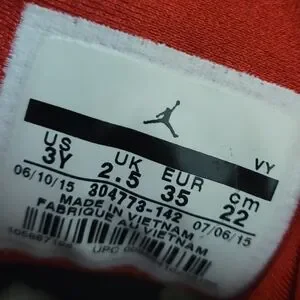 VY
US UK EUR cm
3Y 2.5 35 22
06/10/15 304773-142 07/06/15
MADE IN VIETNAM
FABRIQUE AU VIETNAM
UPC